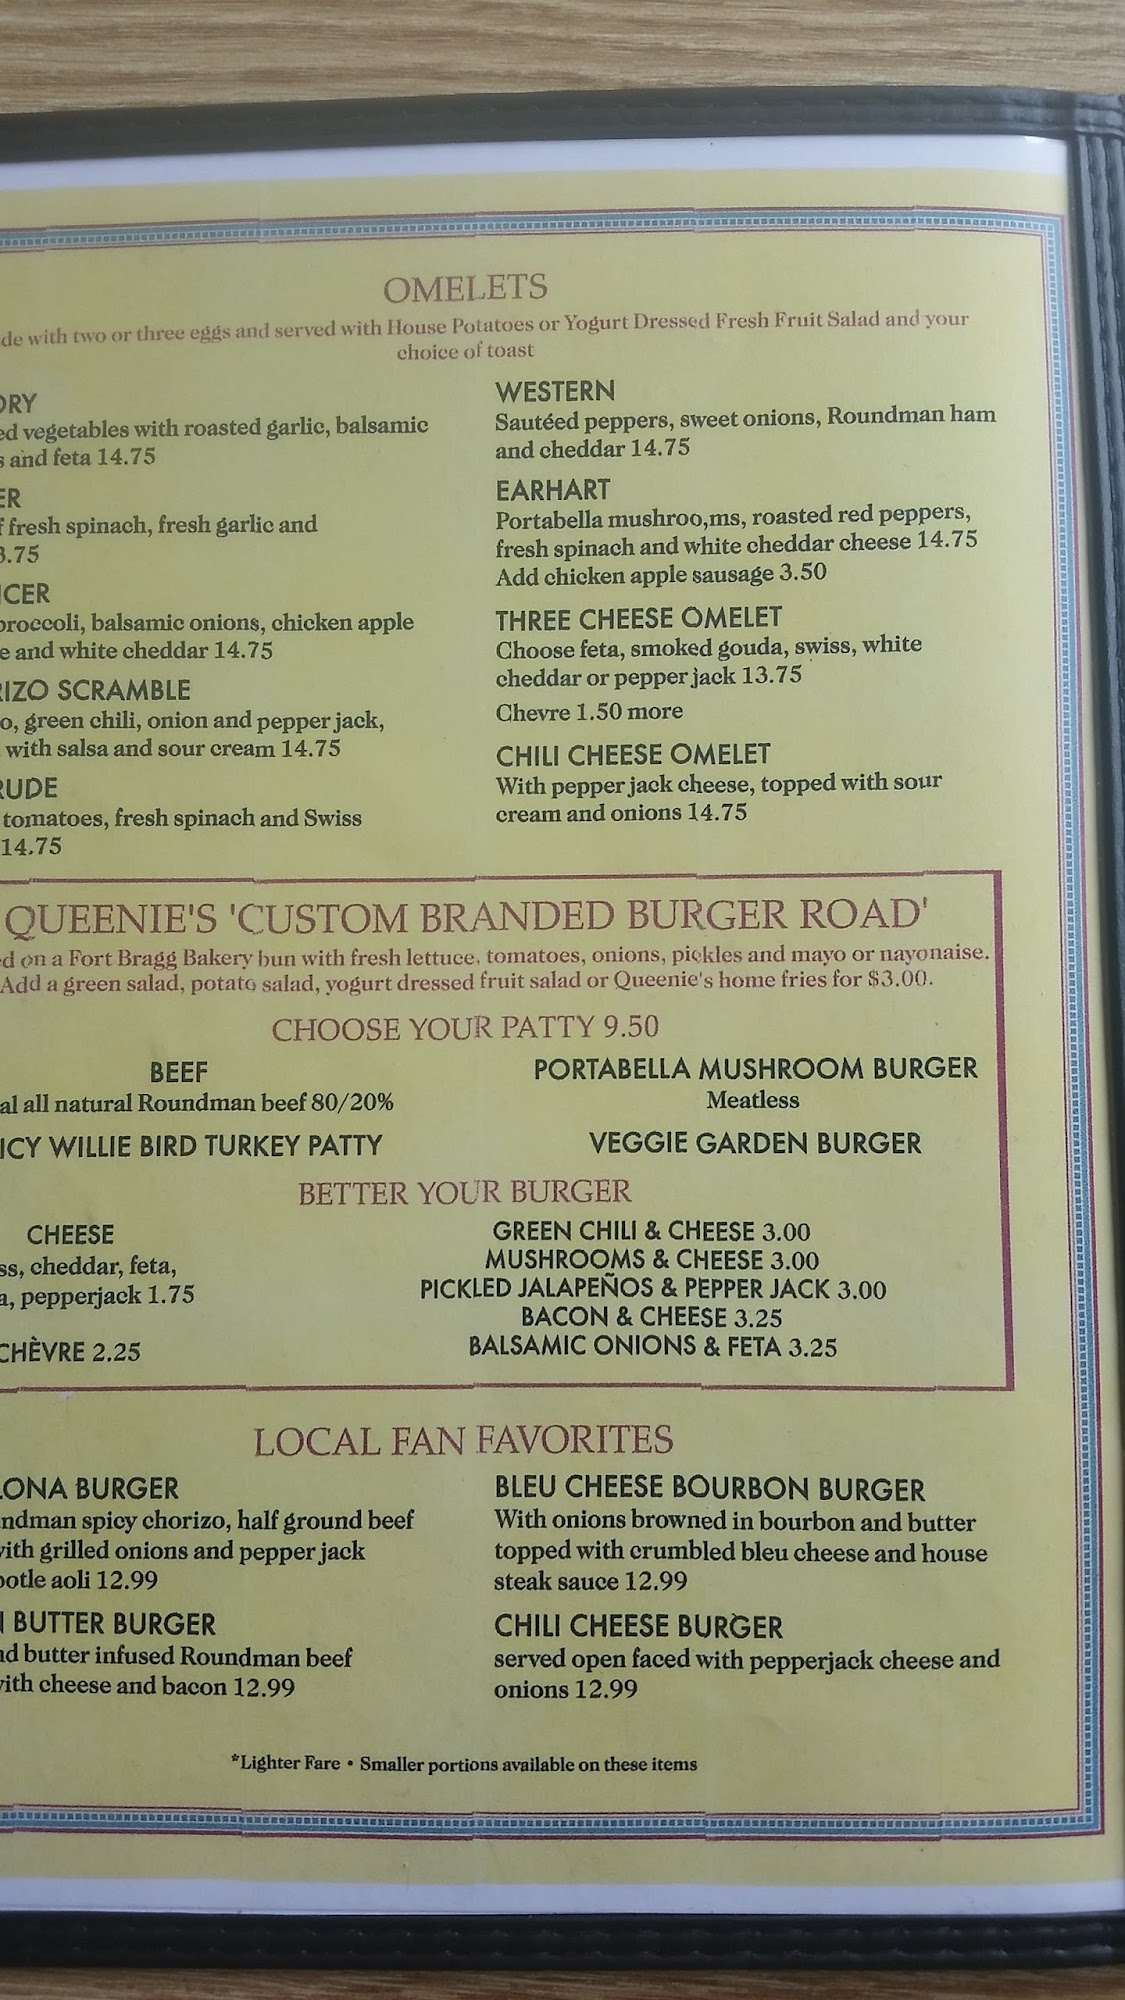 OMELETS
de with two or three eggs and served with House Potatoes or Yogurt Dressed Fresh Fruit Salad and your
choice of toast
ORY
ed vegetables with roasted garlic, balsamic
s and feta 14.75
ER
f fresh spinach, fresh garlic and
3.75
ICER
broccoli, balsamic onions, chicken apple
e and white cheddar 14.75
RIZO SCRAMBLE
o, green chili, onion and pepper jack,
with salsa and sour cream 14.75
RUDE
tomatoes, fresh spinach and Swiss
14.75
WESTERN
Sautéed peppers, sweet onions, Roundman ham
and cheddar 14.75
EARHART
Portabella mushroo,ms, roasted red peppers,
fresh spinach and white cheddar cheese 14.75
Add chicken apple sausage 3.50
THREE CHEESE OMELET
Choose feta, smoked gouda, swiss, white
cheddar or pepper jack 13.75
Chevre 1.50 more
CHILI CHEESE OMELET
With pepper jack cheese, topped with sour
cream and onions 14.75
QUEENIE'S 'CUSTOM BRANDED BURGER ROAD'
ed on a Fort Bragg Bakery bun with fresh lettuce, tomatoes, onions, pickles and mayo or nayonaise.
Add a green salad, potato salad, yogurt dressed fruit salad or Queenie's home fries for $3.00.
CHOOSE YOUR PATTY 9.50
BEEF
al all natural Roundman beef 80/20%
ICY WILLIE BIRD TURKEY PATTY
PORTABELLA MUSHROOM BURGER
Meatless
VEGGIE GARDEN BURGER
BETTER YOUR BURGER
CHEESE
ss, cheddar, feta,
a, pepperjack 1.75
CHÈVRE 2.25
GREEN CHILI & CHEESE 3.00
MUSHROOMS & CHEESE 3.00
PICKLED JALAPEÑOS & PEPPER JACK 3.00
BACON & CHEESE 3.25
BALSAMIC ONIONS & FETA 3.25
LOCAL FAN FAVORITES
LONA BURGER
ndman spicy chorizo, half ground beef
with grilled onions and pepper jack
potle aoli 12.99
N BUTTER BURGER
nd butter infused Roundman beef
with cheese and bacon 12.99
BLEU CHEESE BOURBON BURGER
With onions browned in bourbon and butter
topped with crumbled bleu cheese and house
steak sauce 12.99
CHILI CHEESE BURGER
served open faced with pepperjack cheese and
onions 12.99
*Lighter Fare • Smaller portions available on these items